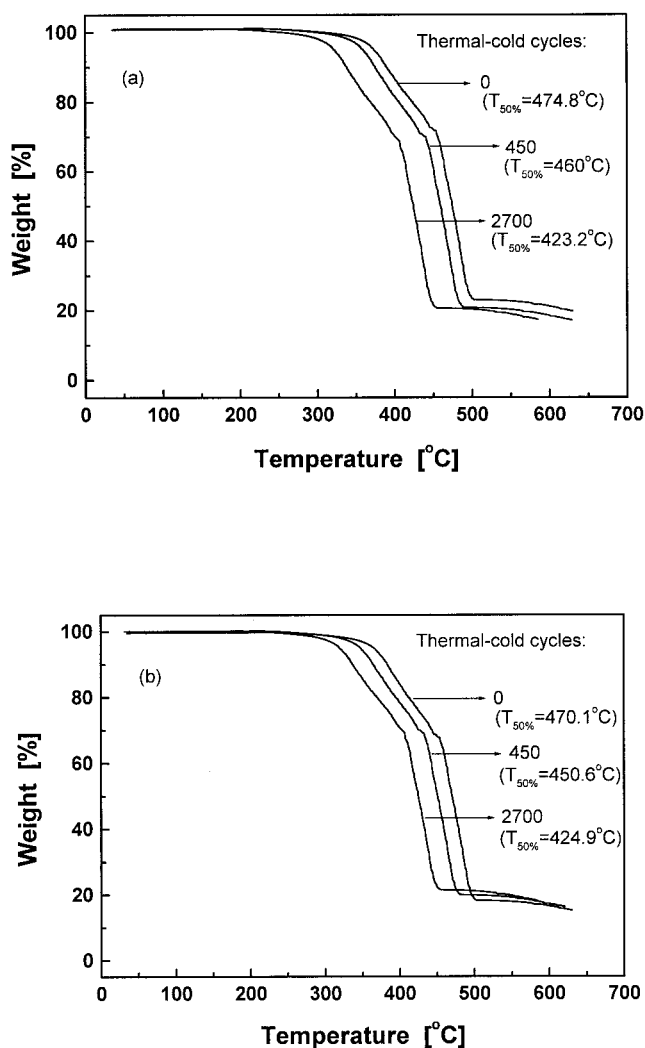 100
Thermal-cold cycles:
(a)
0
(T50%=474.8°C)
80
450
(T50%=460°C)
60
2700
(T50%=423.2°C)
40
20
0
Weight [%]
0 100 200 300 400 500 600 700
Temperature [°C]
100
Thermal-cold cycles:
(b)
0
(T50%=470.1°C)
80
450
(T50%=450.6°C)
60
2700
(T50%=424.9°C)
40
20
0
Weight [%]
0 100 200 300 400 500 600 700
Temperature [°C]